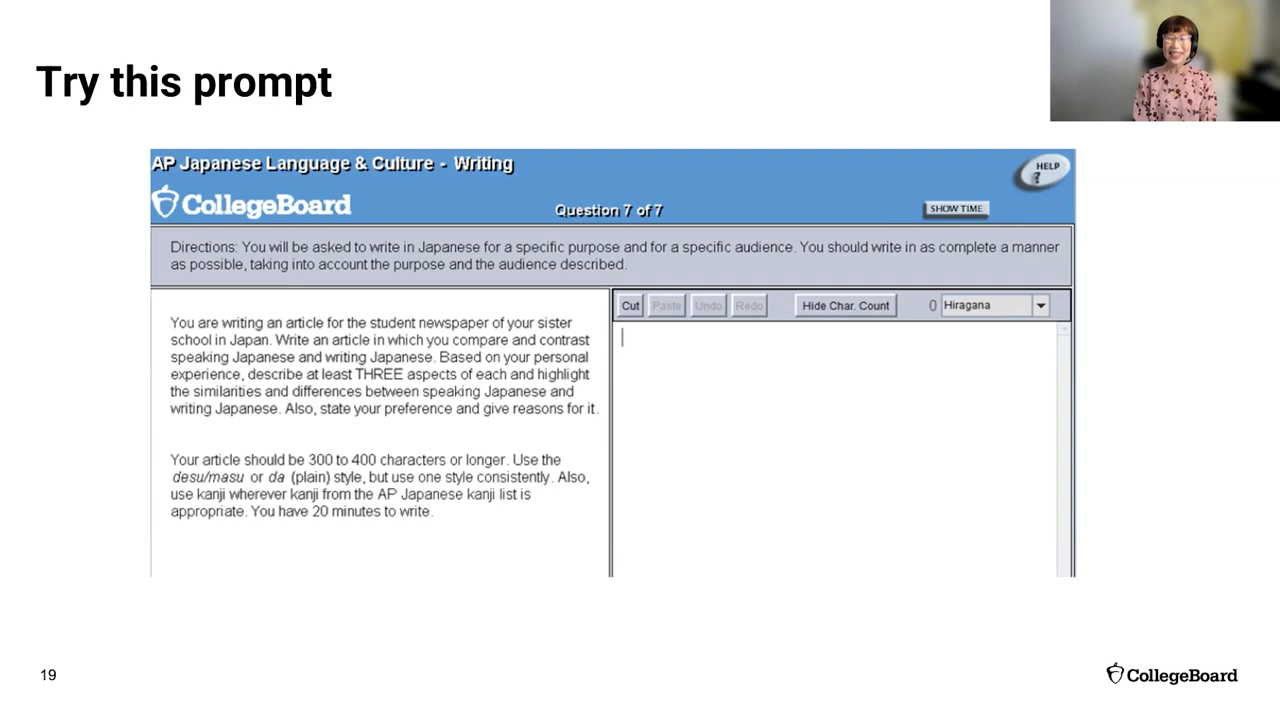 Try this prompt
AP Japanese Language & Culture - Writing
HELP
?
CollegeBoard
Question 7 of 7
SHOW TIME
Directions: You will be asked to write in Japanese for a specific purpose and for a specific audience. You should write in as complete a manner
as possible, taking into account the purpose and the audience described.
Cut Paste Undo Redo Hide Char. Count 0 Hiragana
You are writing an article for the student newspaper of your sister
school in Japan. Write an article in which you compare and contrast
speaking Japanese and writing Japanese. Based on your personal
experience, describe at least THREE aspects of each and highlight
the similarities and differences between speaking Japanese and
writing Japanese. Also, state your preference and give reasons for it.
Your article should be 300 to 400 characters or longer. Use the
desu/masu or da (plain) style, but use one style consistently. Also,
use kanji wherever kanji from the AP Japanese kanji list is
appropriate. You have 20 minutes to write.
19
CollegeBoard